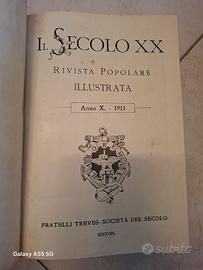 IL SECOLO XX
RIVISTA POPOLARE
ILLUSTRATA
Anno X. - 1911
FRATELLI TREVES-SOCIETÀ DEL SECOLO
EDITORI.
Galaxy A55 5G
subito